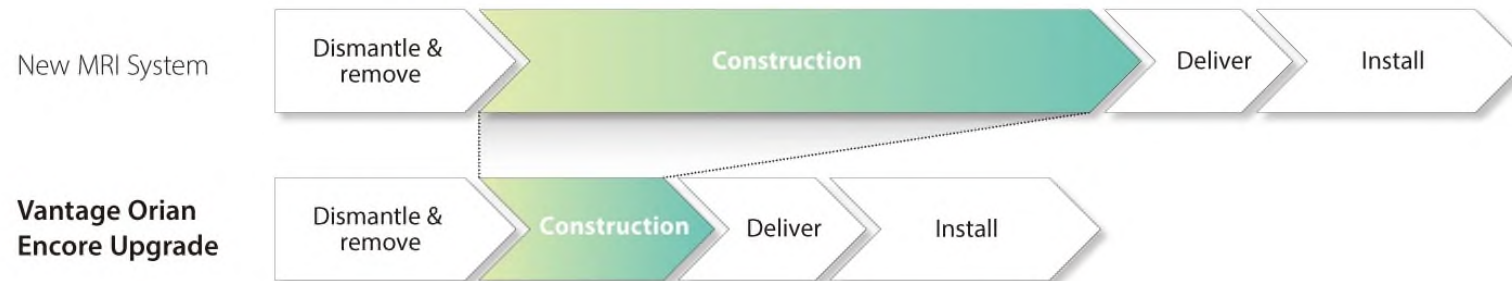 New MRI System
Dismantle &
remove
Construction
Deliver
Install
Vantage Orian
Encore Upgrade
Dismantle &
remove
Construction
Deliver
Install